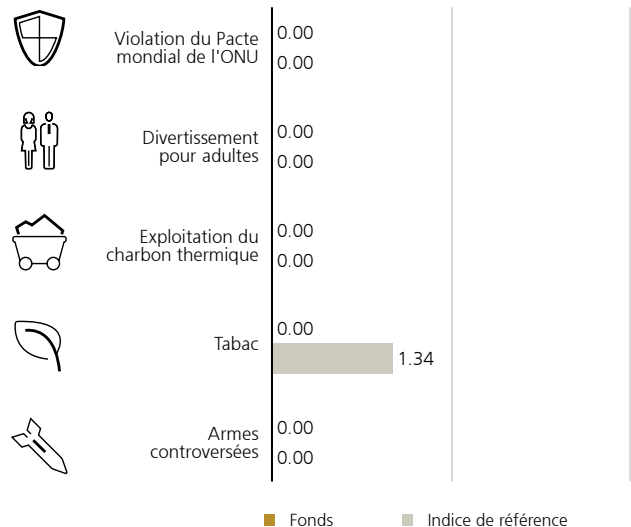 Violation du Pacte
mondial de l'ONU
0.00
0.00
Divertissement
pour adultes
0.00
0.00
Exploitation du
charbon thermique
0.00
0.00
Tabac
0.00
1.34
Armes
controversées
0.00
0.00
Fonds
Indice de référence